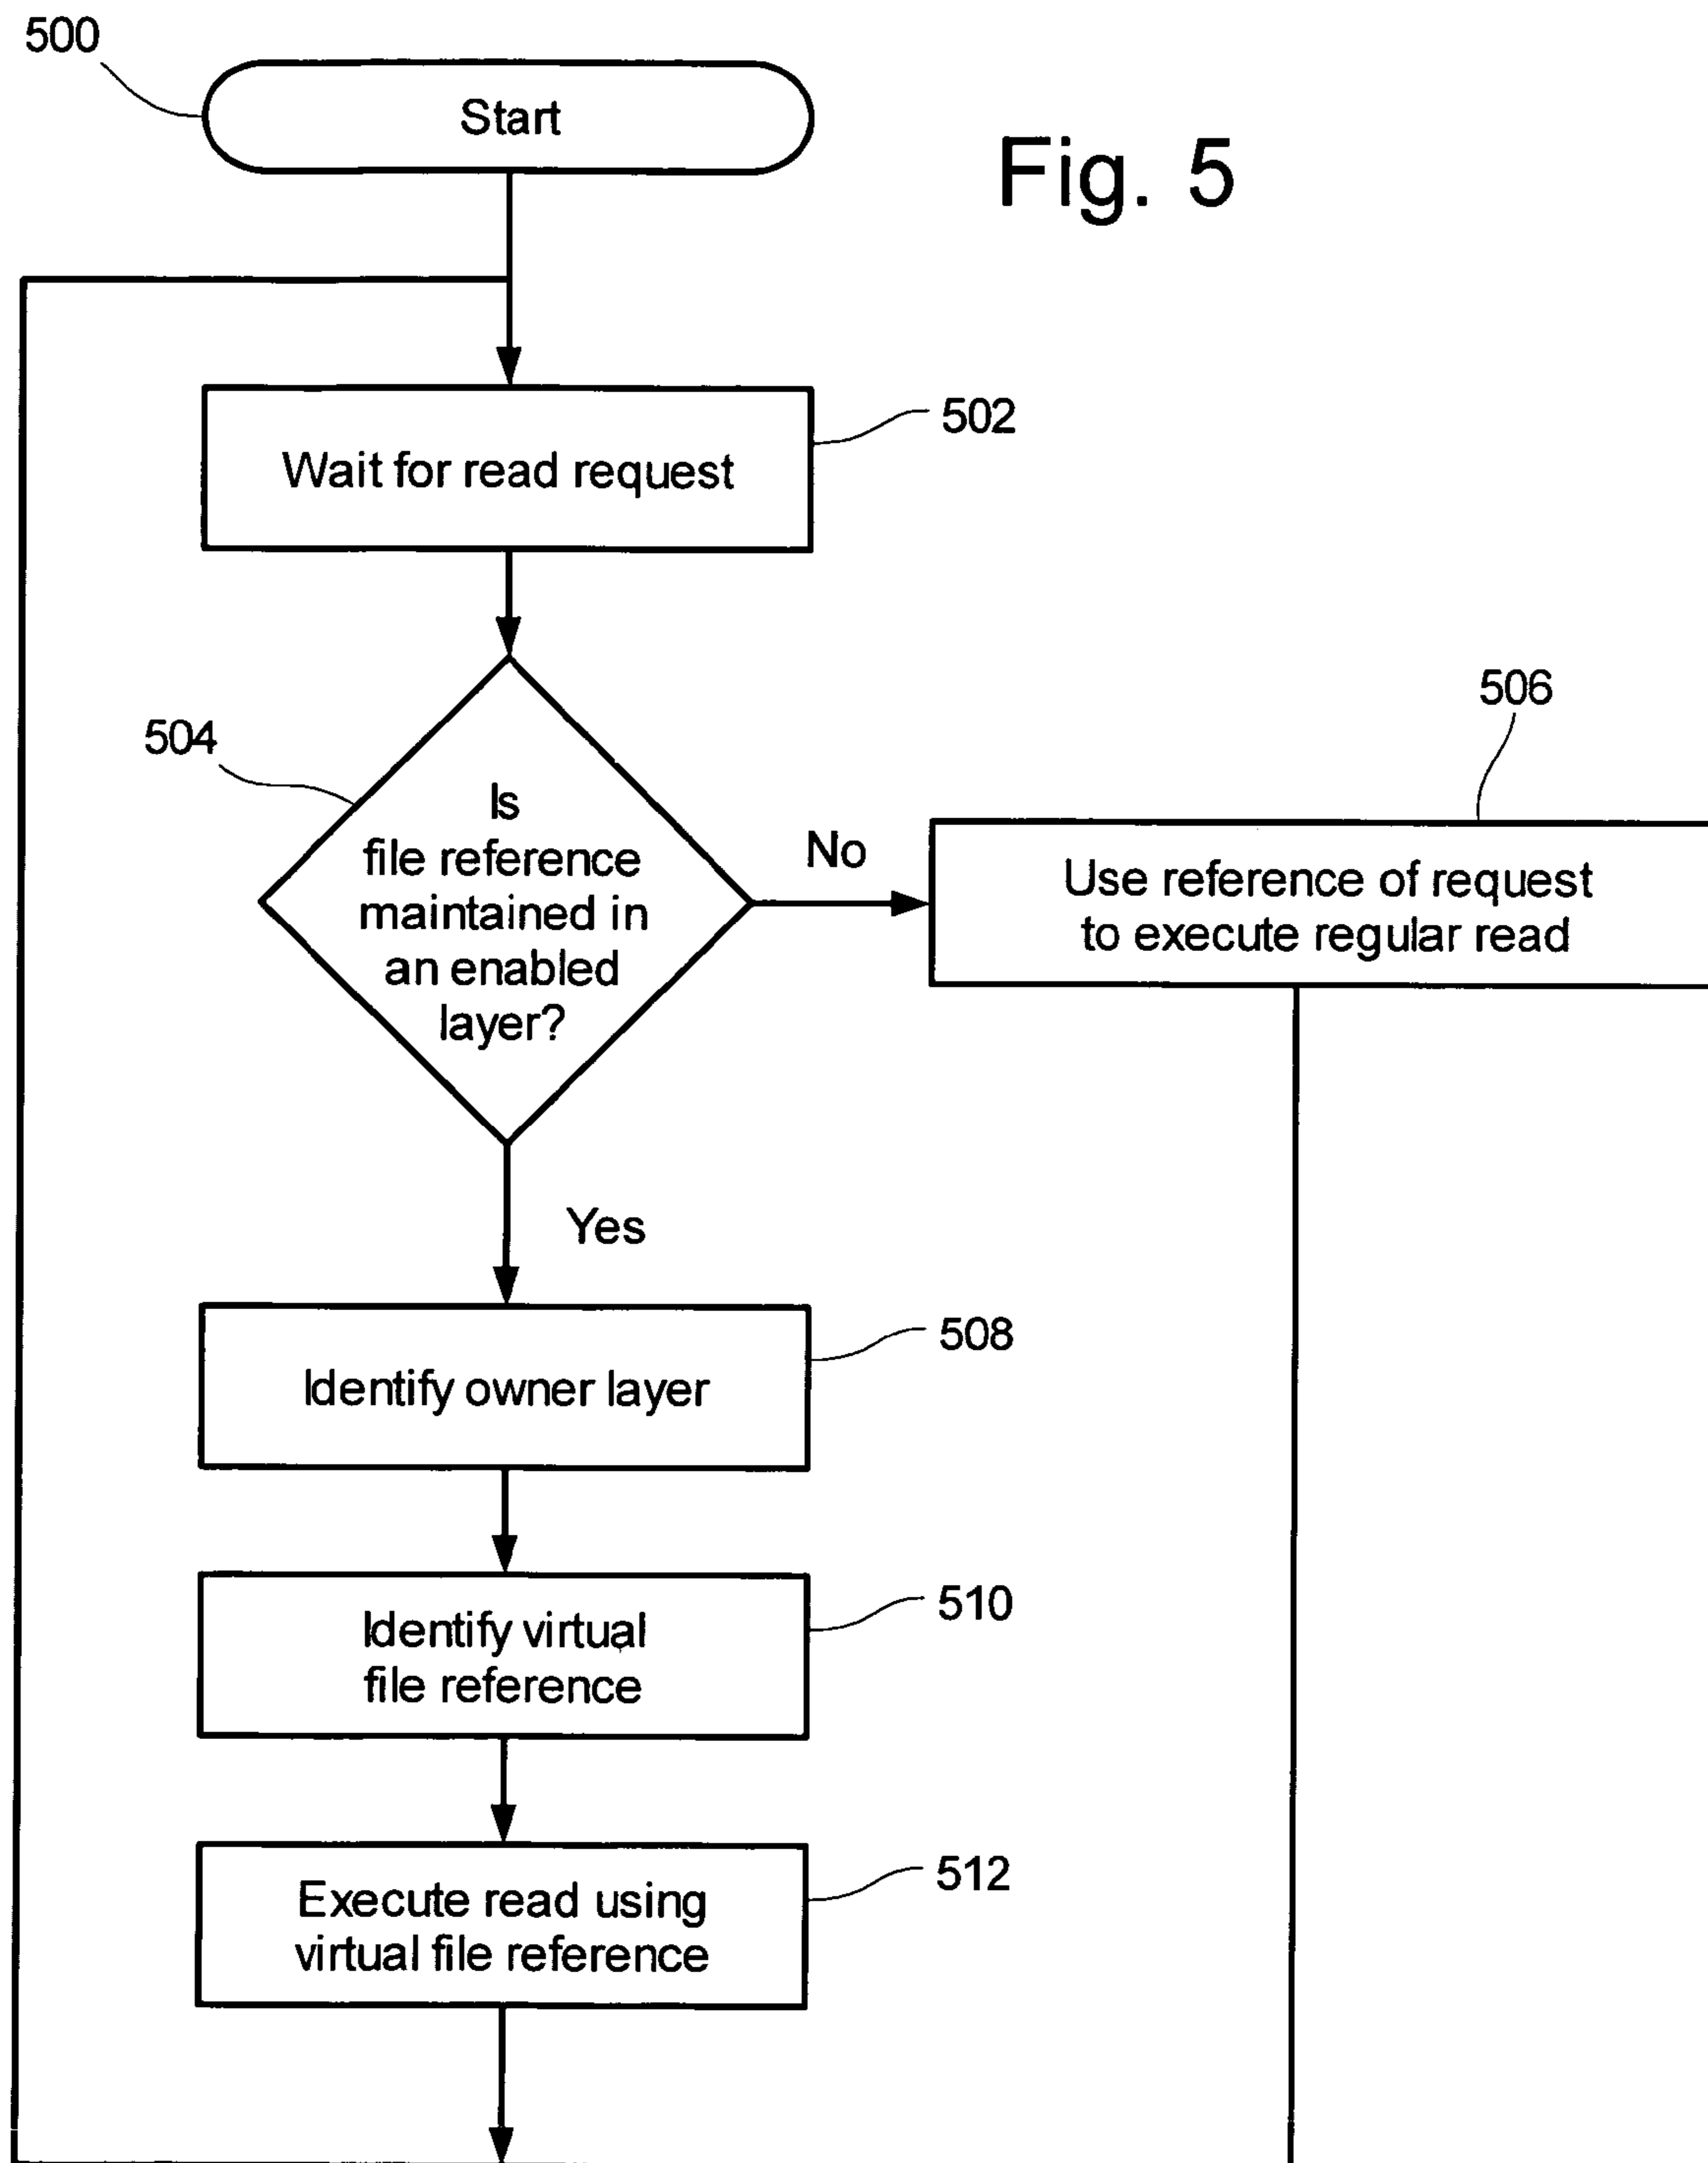 500
Start
Fig. 5
Wait for read request
502
504
Is
file reference
maintained in
an enabled
layer?
No
506
Use reference of request
to execute regular read
Yes
Identify owner layer
508
Identify virtual
file reference
510
Execute read using
virtual file reference
512